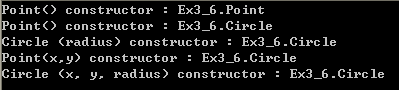 Point() constructor : Ex3_6.Point
Point() constructor : Ex3_6.Circle
Circle (radius) constructor : Ex3_6.Circle
Point(x,y) constructor : Ex3_6.Circle
Circle (x, y, radius) constructor : Ex3_6.Circle